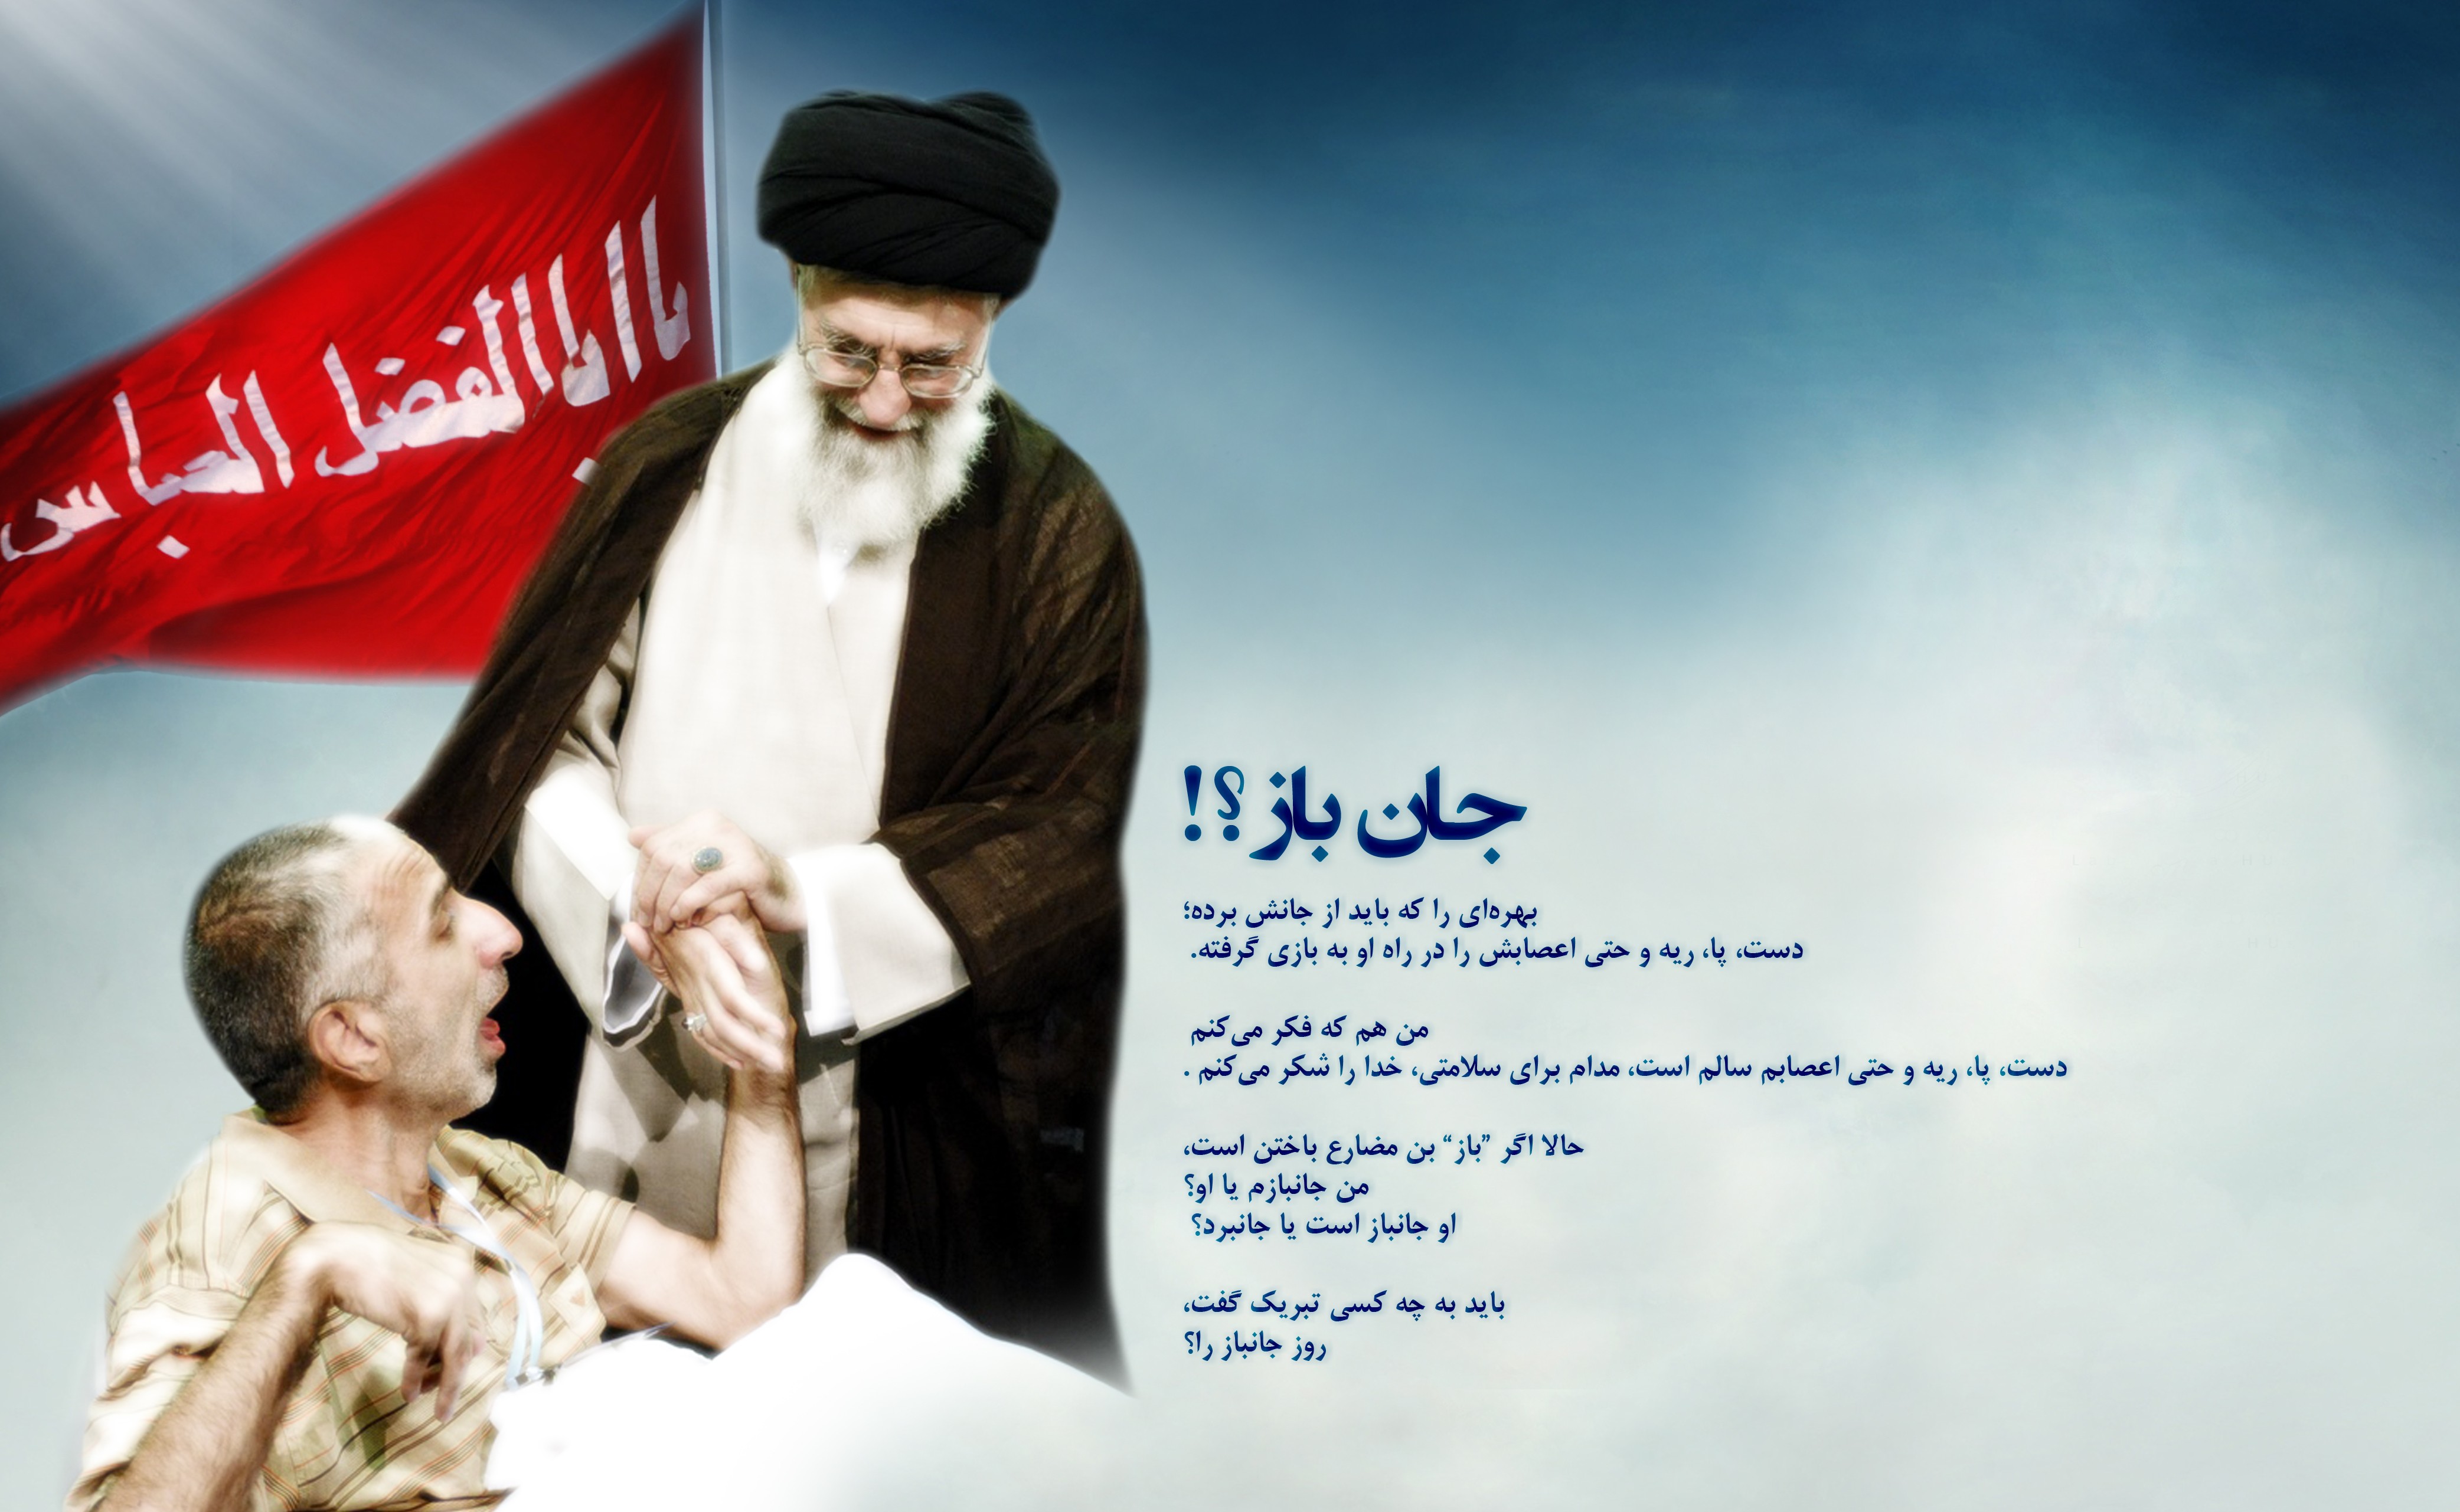 یا اباالفضل العباس
جان باز؟!
بهره‌ای را که باید از جانش برده؛
دست، پا، ریه و حتی اعصابش را در راه او به بازی گرفته.
من هم که فکر می‌کنم
دست، پا، ریه و حتی اعصابم سالم است، مدام برای سلامتی، خدا را شکر می‌کنم .
حالا اگر ”باز“ بن مضارع باختن است،
من جانبازم یا او؟
او جانباز است یا جانبرد؟
باید به چه کسی تبریک گفت،
روز جانباز را؟